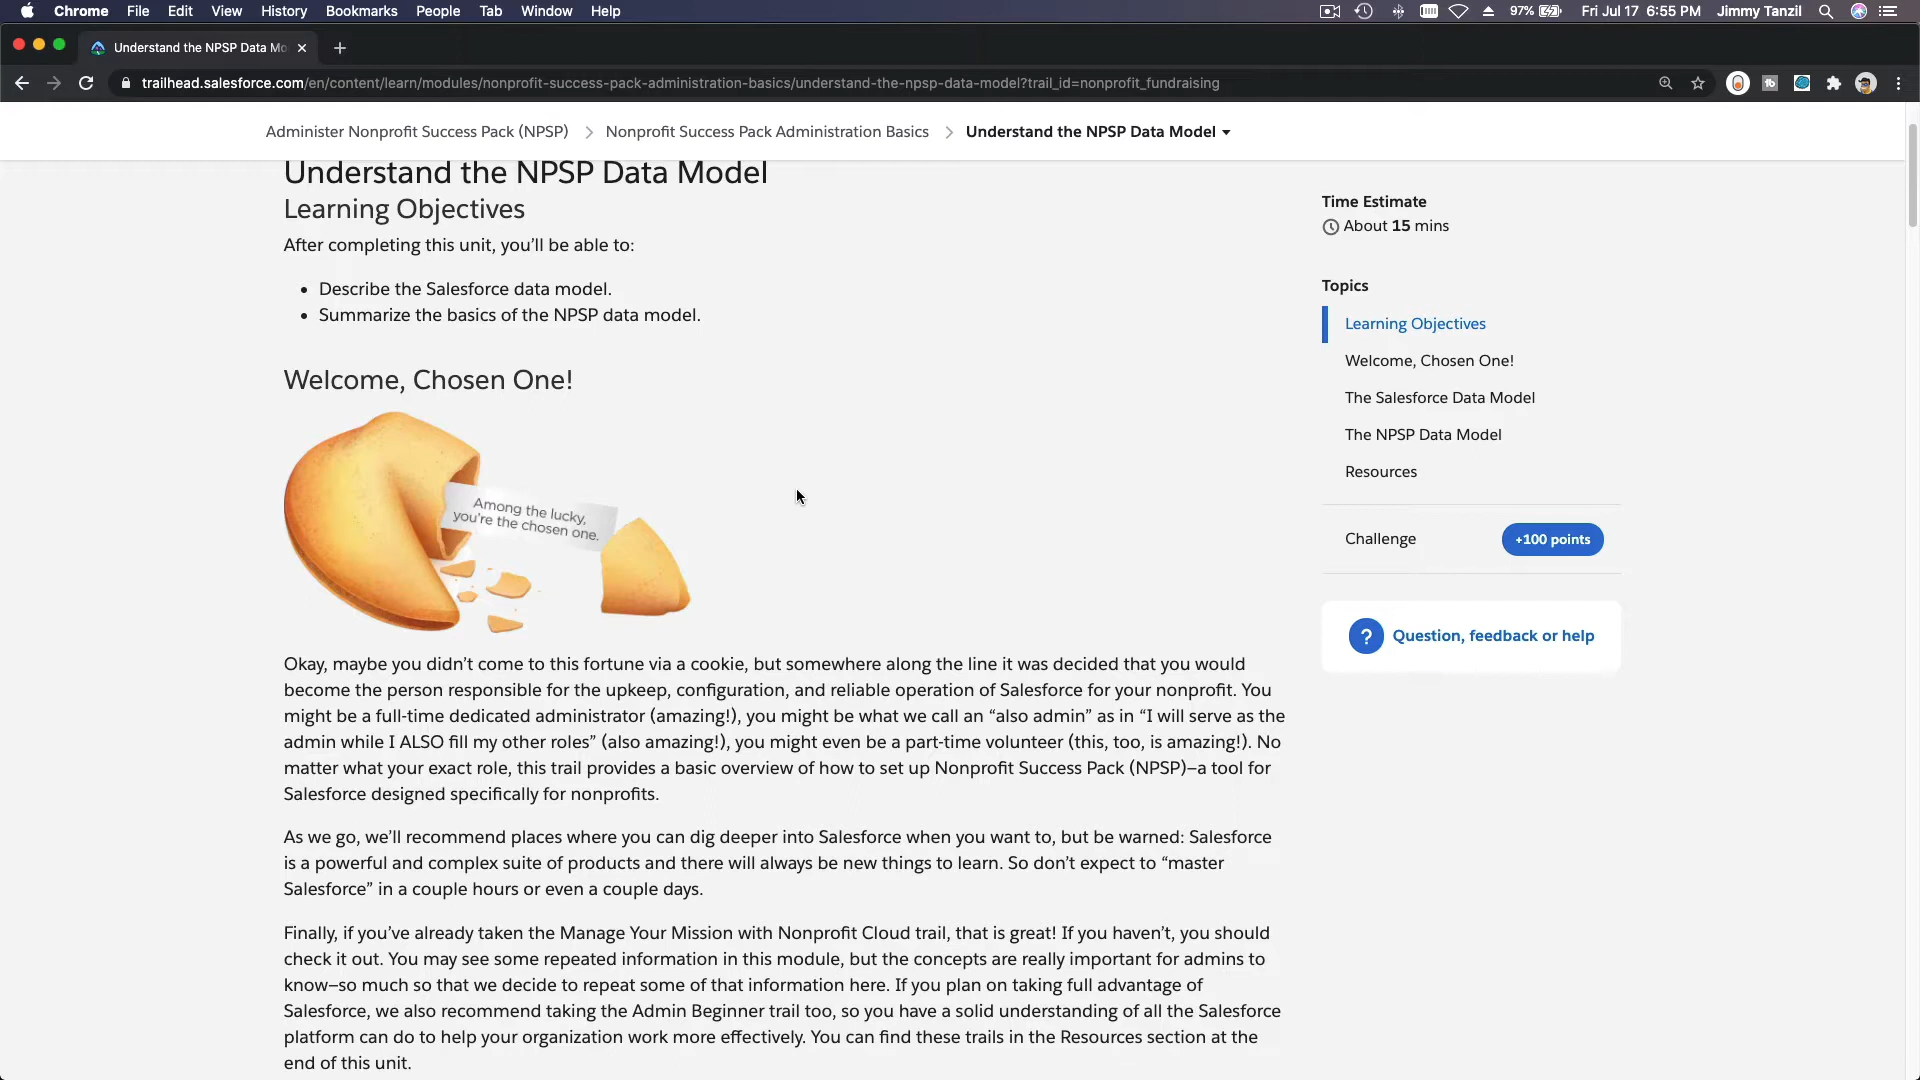 Chrome File Edit View History Bookmarks People Tab Window Help 97% Fri Jul 17 6:55 PM Jimmy Tanzil
Understand the NPSP Data Mo
trailhead.salesforce.com/en/content/learn/modules/nonprofit-success-pack-administration-basics/understand-the-npsp-data-model?trail_id=nonprofit_fundraising
Administer Nonprofit Success Pack (NPSP) Nonprofit Success Pack Administration Basics Understand the NPSP Data Model
Understand the NPSP Data Model
Learning Objectives
After completing this unit, you’ll be able to:
• Describe the Salesforce data model.
• Summarize the basics of the NPSP data model.
Welcome, Chosen One!
Among the lucky,
you're the chosen one.
Okay, maybe you didn’t come to this fortune via a cookie, but somewhere along the line it was decided that you would
become the person responsible for the upkeep, configuration, and reliable operation of Salesforce for your nonprofit. You
might be a full-time dedicated administrator (amazing!), you might be what we call an “also admin” as in “I will serve as the
admin while I ALSO fill my other roles” (also amazing!), you might even be a part-time volunteer (this, too, is amazing!). No
matter what your exact role, this trail provides a basic overview of how to set up Nonprofit Success Pack (NPSP)—a tool for
Salesforce designed specifically for nonprofits.
As we go, we’ll recommend places where you can dig deeper into Salesforce when you want to, but be warned: Salesforce
is a powerful and complex suite of products and there will always be new things to learn. So don’t expect to “master
Salesforce” in a couple hours or even a couple days.
Finally, if you’ve already taken the Manage Your Mission with Nonprofit Cloud trail, that is great! If you haven’t, you should
check it out. You may see some repeated information in this module, but the concepts are really important for admins to
know—so much so that we decide to repeat some of that information here. If you plan on taking full advantage of
Salesforce, we also recommend taking the Admin Beginner trail too, so you have a solid understanding of all the Salesforce
platform can do to help your organization work more effectively. You can find these trails in the Resources section at the
end of this unit.
Time Estimate
About 15 mins
Topics
Learning Objectives
Welcome, Chosen One!
The Salesforce Data Model
The NPSP Data Model
Resources
Challenge +100 points
? Question, feedback or help